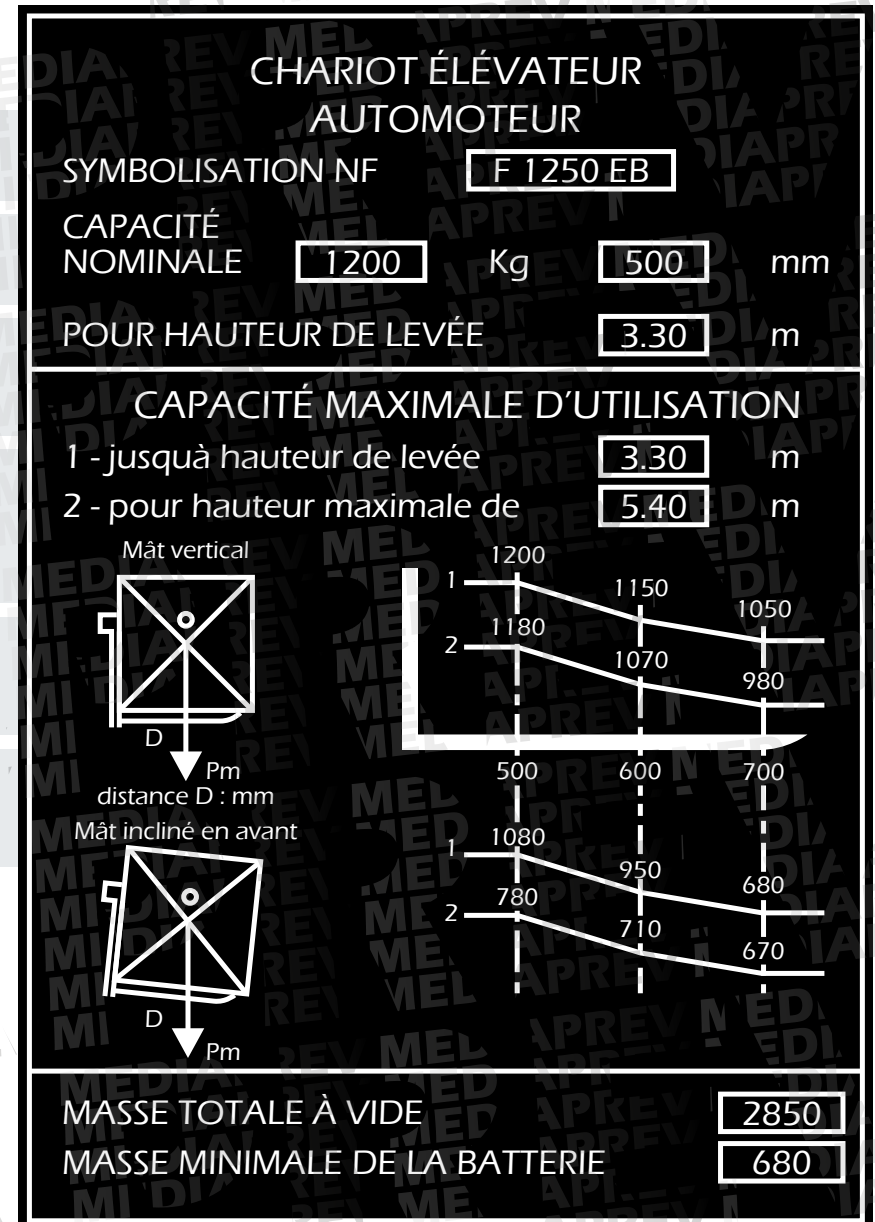 CHARIOT ÉLÉVATEUR
AUTOMOTEUR
SYMBOLISATION NF F 1250 EB
CAPACITÉ
NOMINALE 1200 Kg 500 mm
POUR HAUTEUR DE LEVÉE 3.30 m
CAPACITÉ MAXIMALE D'UTILISATION
1 - jusquà hauteur de levée 3.30 m
2 - pour hauteur maximale de 5.40 m
Mât vertical
D
Pm
distance D : mm
1200
1 1150 1050
1180
2 1070 980
500 600 700
Mât incliné en avant
D
Pm
1080
1 950 680
780
2 710 670
MASSE TOTALE À VIDE 2850
MASSE MINIMALE DE LA BATTERIE 680